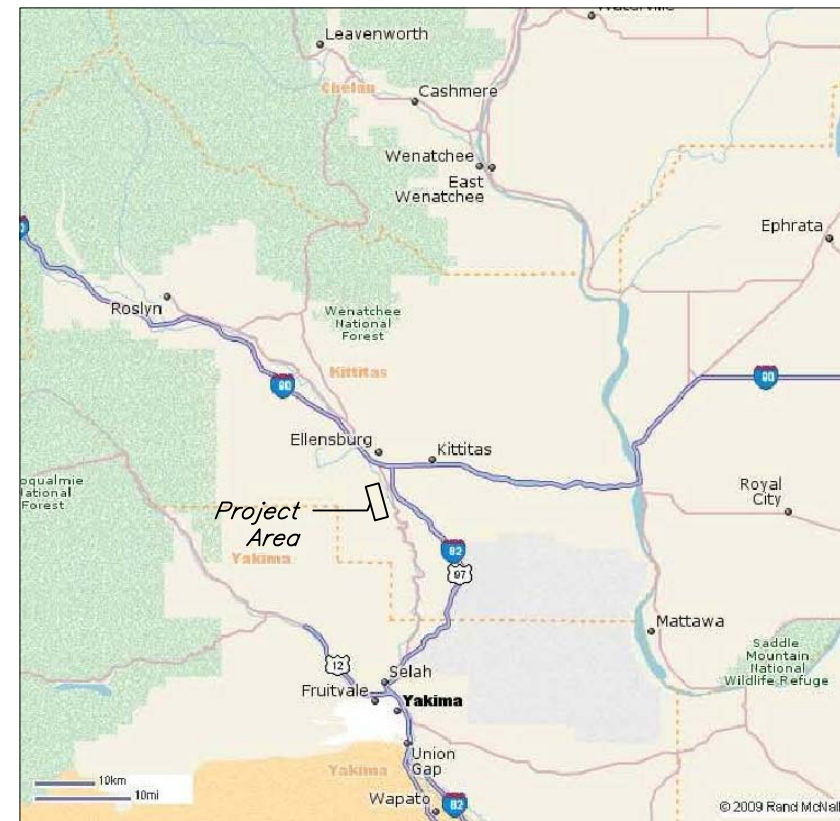 Leavenworth
Chelan
Cashmere
Wenatchee
East
Wenatchee
Ephrata
Roslyn
Wenatchee
National
Forest
Kittitas
90
90
Ellensburg
Kittitas
oqualmie
National
Forest
Royal
City
Project
Area
Yakima
82
97
Mattawa
Saddle
Mountain
National
Wildlife Refuge
12
Selah
Fruitvale
Yakima
Union
Gap
Yakima
10km
10mi
Wapato
82
© 2009 Rand McNall